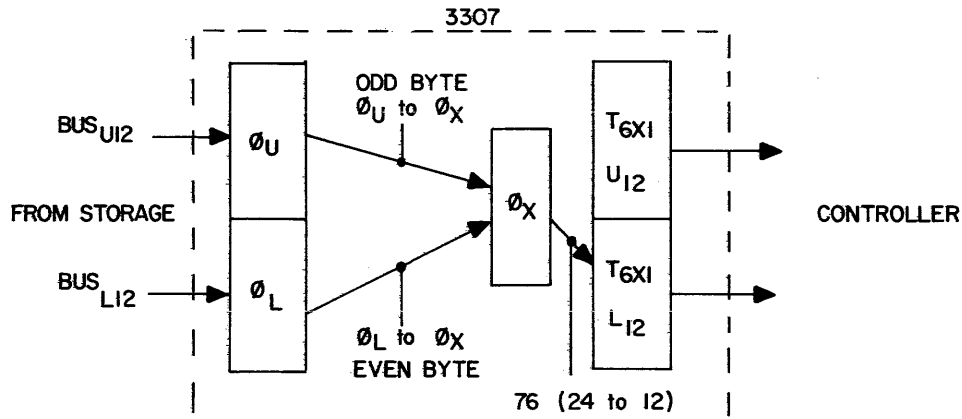 3307
ODD BYTE
ØU to ØX
BUSU12
ØU
T6X1
U12
ØX
FROM STORAGE
CONTROLLER
BUSL12
ØL
T6X1
L12
ØL to ØX
EVEN BYTE
76 (24 to 12)